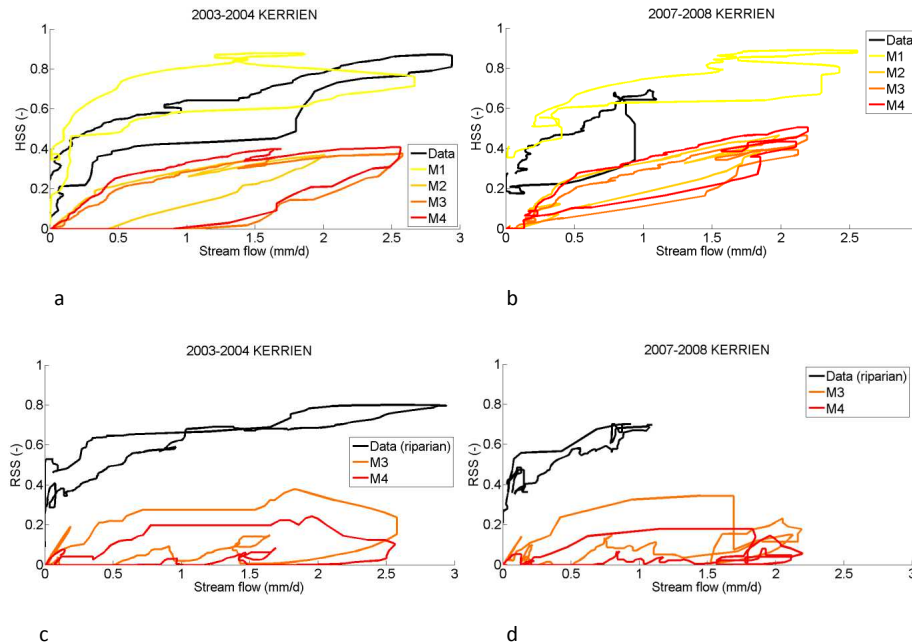 2003-2004 KERRIEN
HSS (-)
1
0.8
0.6
0.4
0.2
0
Data
M1
M2
M3
M4
0
0.5
1
1.5
2
2.5
3
Stream flow (mm/d)
a
2007-2008 KERRIEN
HSS (-)
1
0.8
0.6
0.4
0.2
0
Data
M1
M2
M3
M4
0
0.5
1
1.5
2
2.5
3
Stream flow (mm/d)
b
2003-2004 KERRIEN
RSS (-)
1
0.8
0.6
0.4
0.2
0
Data (riparian)
M3
M4
0
0.5
1
1.5
2
2.5
3
Stream flow (mm/d)
c
2007-2008 KERRIEN
RSS (-)
1
0.8
0.6
0.4
0.2
0
Data (riparian)
M3
M4
0
0.5
1
1.5
2
2.5
3
Stream flow (mm/d)
d